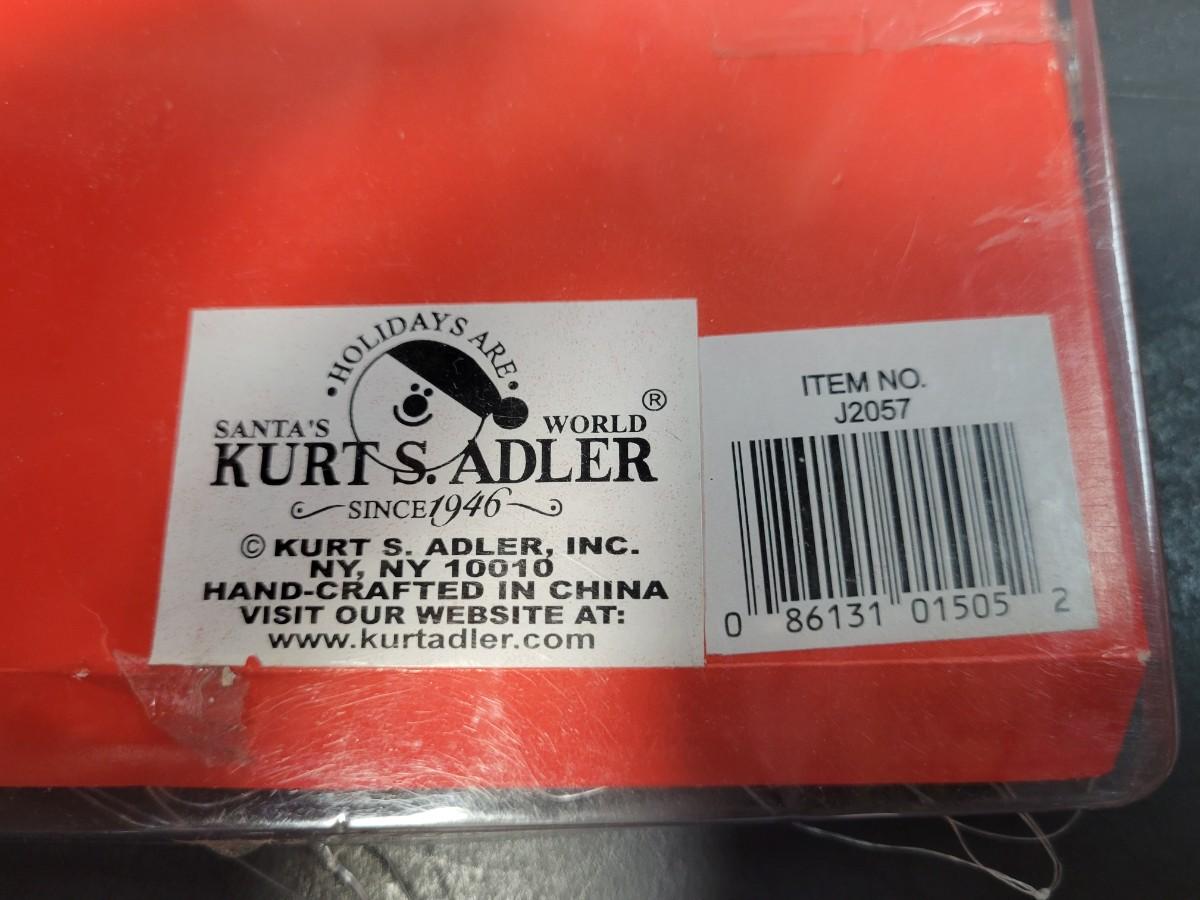 •HOLIDAYS ARE•
SANTA'S WORLD ®
KURT S. ADLER
SINCE 1946
© KURT S. ADLER, INC.
NY, NY 10010
HAND-CRAFTED IN CHINA
VISIT OUR WEBSITE AT:
www.kurtadler.com
ITEM NO.
J2057
0 86131 01505 2